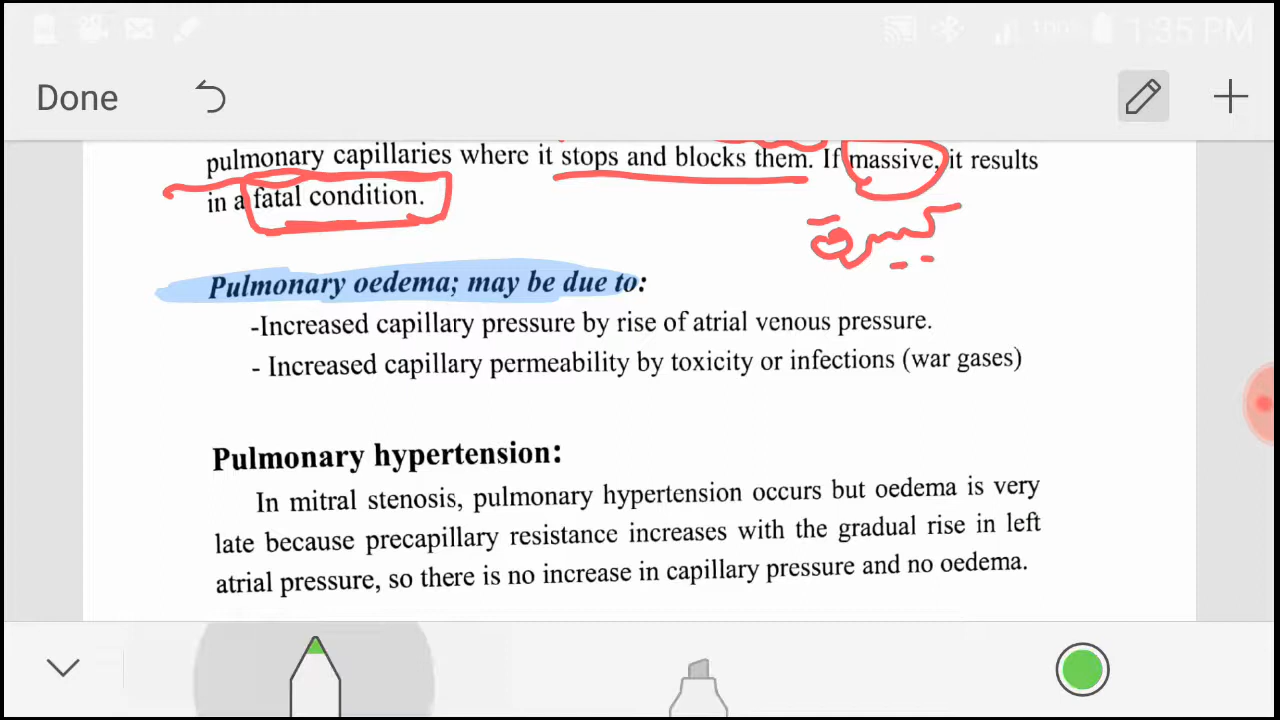 100% 1:35 PM
Done
pulmonary capillaries where it stops and blocks them. If massive, it results
in a fatal condition.
Pulmonary oedema; may be due to:
-Increased capillary pressure by rise of atrial venous pressure.
- Increased capillary permeability by toxicity or infections (war gases)
Pulmonary hypertension:
In mitral stenosis, pulmonary hypertension occurs but oedema is very
late because precapillary resistance increases with the gradual rise in left
atrial pressure, so there is no increase in capillary pressure and no oedema.